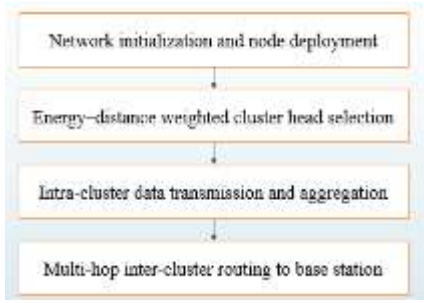 Network initialization and node deployment
Energy–distance weighted cluster head selection
Intra-cluster data transmission and aggregation
Multi-hop inter-cluster routing to base station